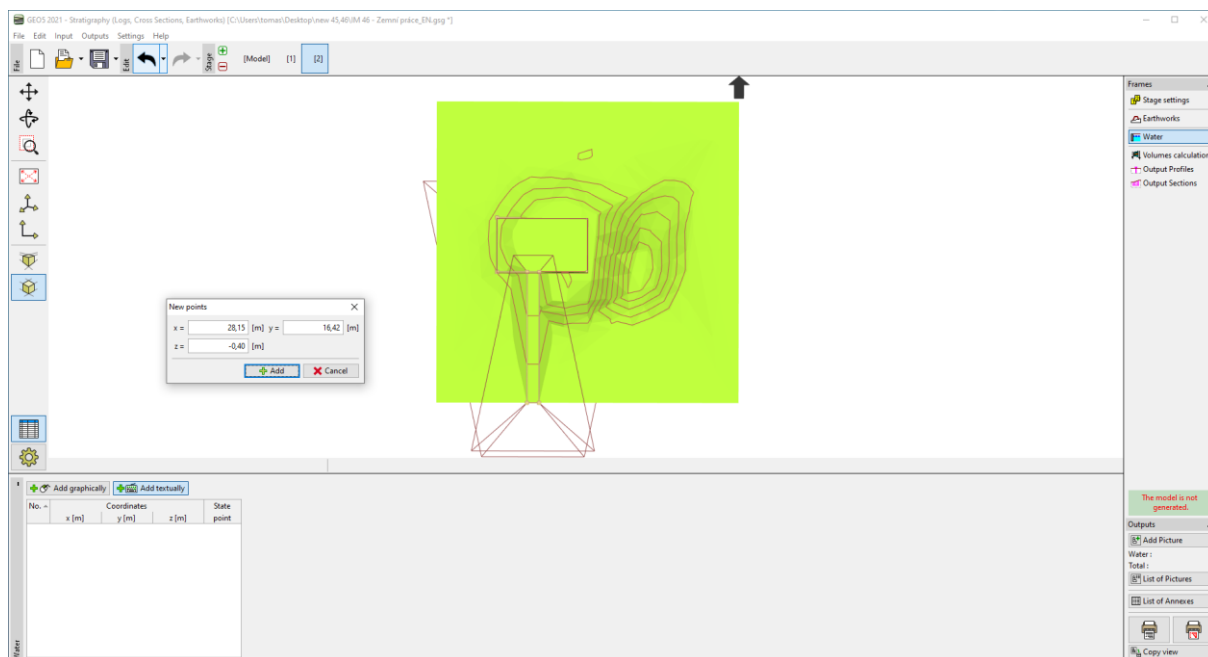 GEO5 2021 - Stratigraphy (Logs, Cross Sections, Earthworks) [C:\Users\tomas\Desktop\new 45,46\IM 46 - Zemní práce_EN.gsg *]
File Edit Input Outputs Settings Help
File
Edit
Stage
[Model] [1] [2]
Frames
Stage settings
Earthworks
Water
Volumes calculation
Output Profiles
Output Sections
New points
x = 28,15 [m] y = 16,42 [m]
z = -0,40 [m]
Add Cancel
Add graphically Add textually
No. Coordinates State
x [m] y [m] z [m] point
Water
The model is not
generated.
Outputs
Add Picture
Water :
Total :
List of Pictures
List of Annexes
Copy view